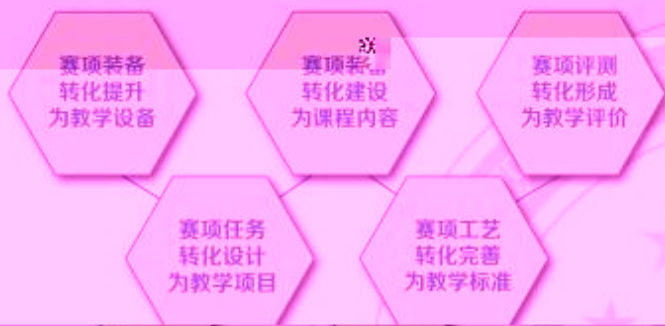 赛项装备
转化提升
为教学设备
赛项装
转化建设
为课程内容
赛项评测
转化形成
为教学评价
赛项任务
转化设计
为教学项目
赛项工艺
转化完善
为教学标准